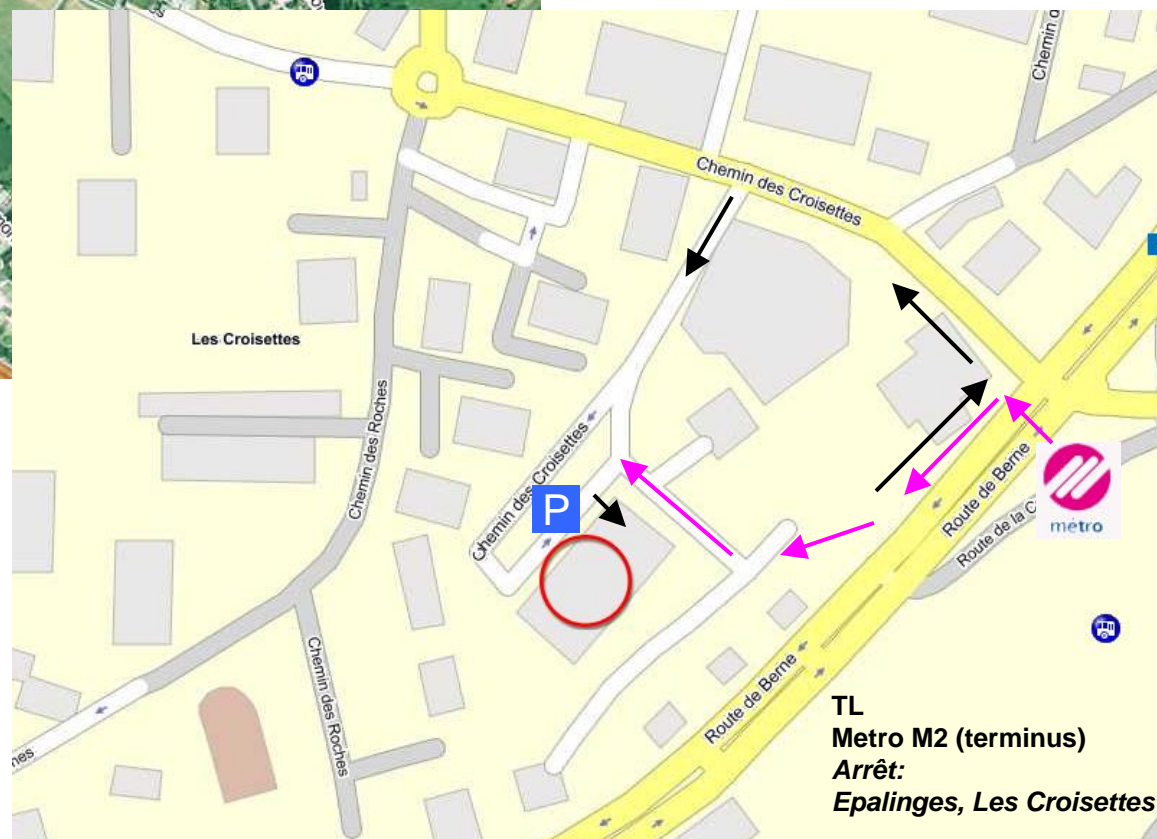 Chemin d
Chemin des Croisettes
Les Croisettes
Chemin des Roches
Chemin des Croisettes
P
Route de Berne
métro
Route de la C
Chemin des Roches
Route de Berne
TL
Metro M2 (terminus)
Arrêt:
Epalinges, Les Croisettes